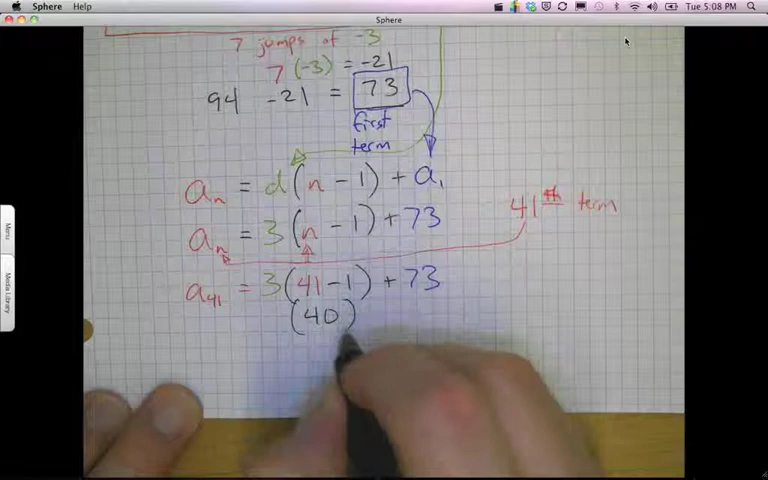 Sphere Help Tue 5:08 PM
Sphere
7 jumps of -3
7 (-3) = -21
94 -21 = 73
first
term
aₙ = d(n - 1) + a₁
aₙ = 3(n - 1) + 73
41th term
a₄₁ = 3(41 - 1) + 73
(40)
Menu
Media Library